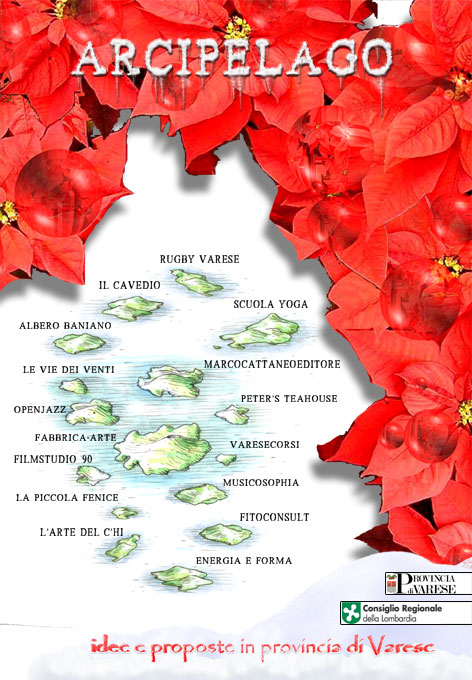 ARCIPELAGO
RUGBY VARESE
IL CAVEDIO
SCUOLA YOGA
ALBERO BANIANO
LE VIE DEI VENTI
MARCOCATTANEOEDITORE
PETER'S TEAHOUSE
OPENJAZZ
FABBRICA·ARTE
VARESECORSI
FILMSTUDIO 90
MUSICOSOPHIA
LA PICCOLA FENICE
FITOCONSULT
L'ARTE DEL C'HI
ENERGIA E FORMA
PROVINCIA
di VARESE
Consiglio Regionale
della Lombardia
idee e proposte in provincia di Varese